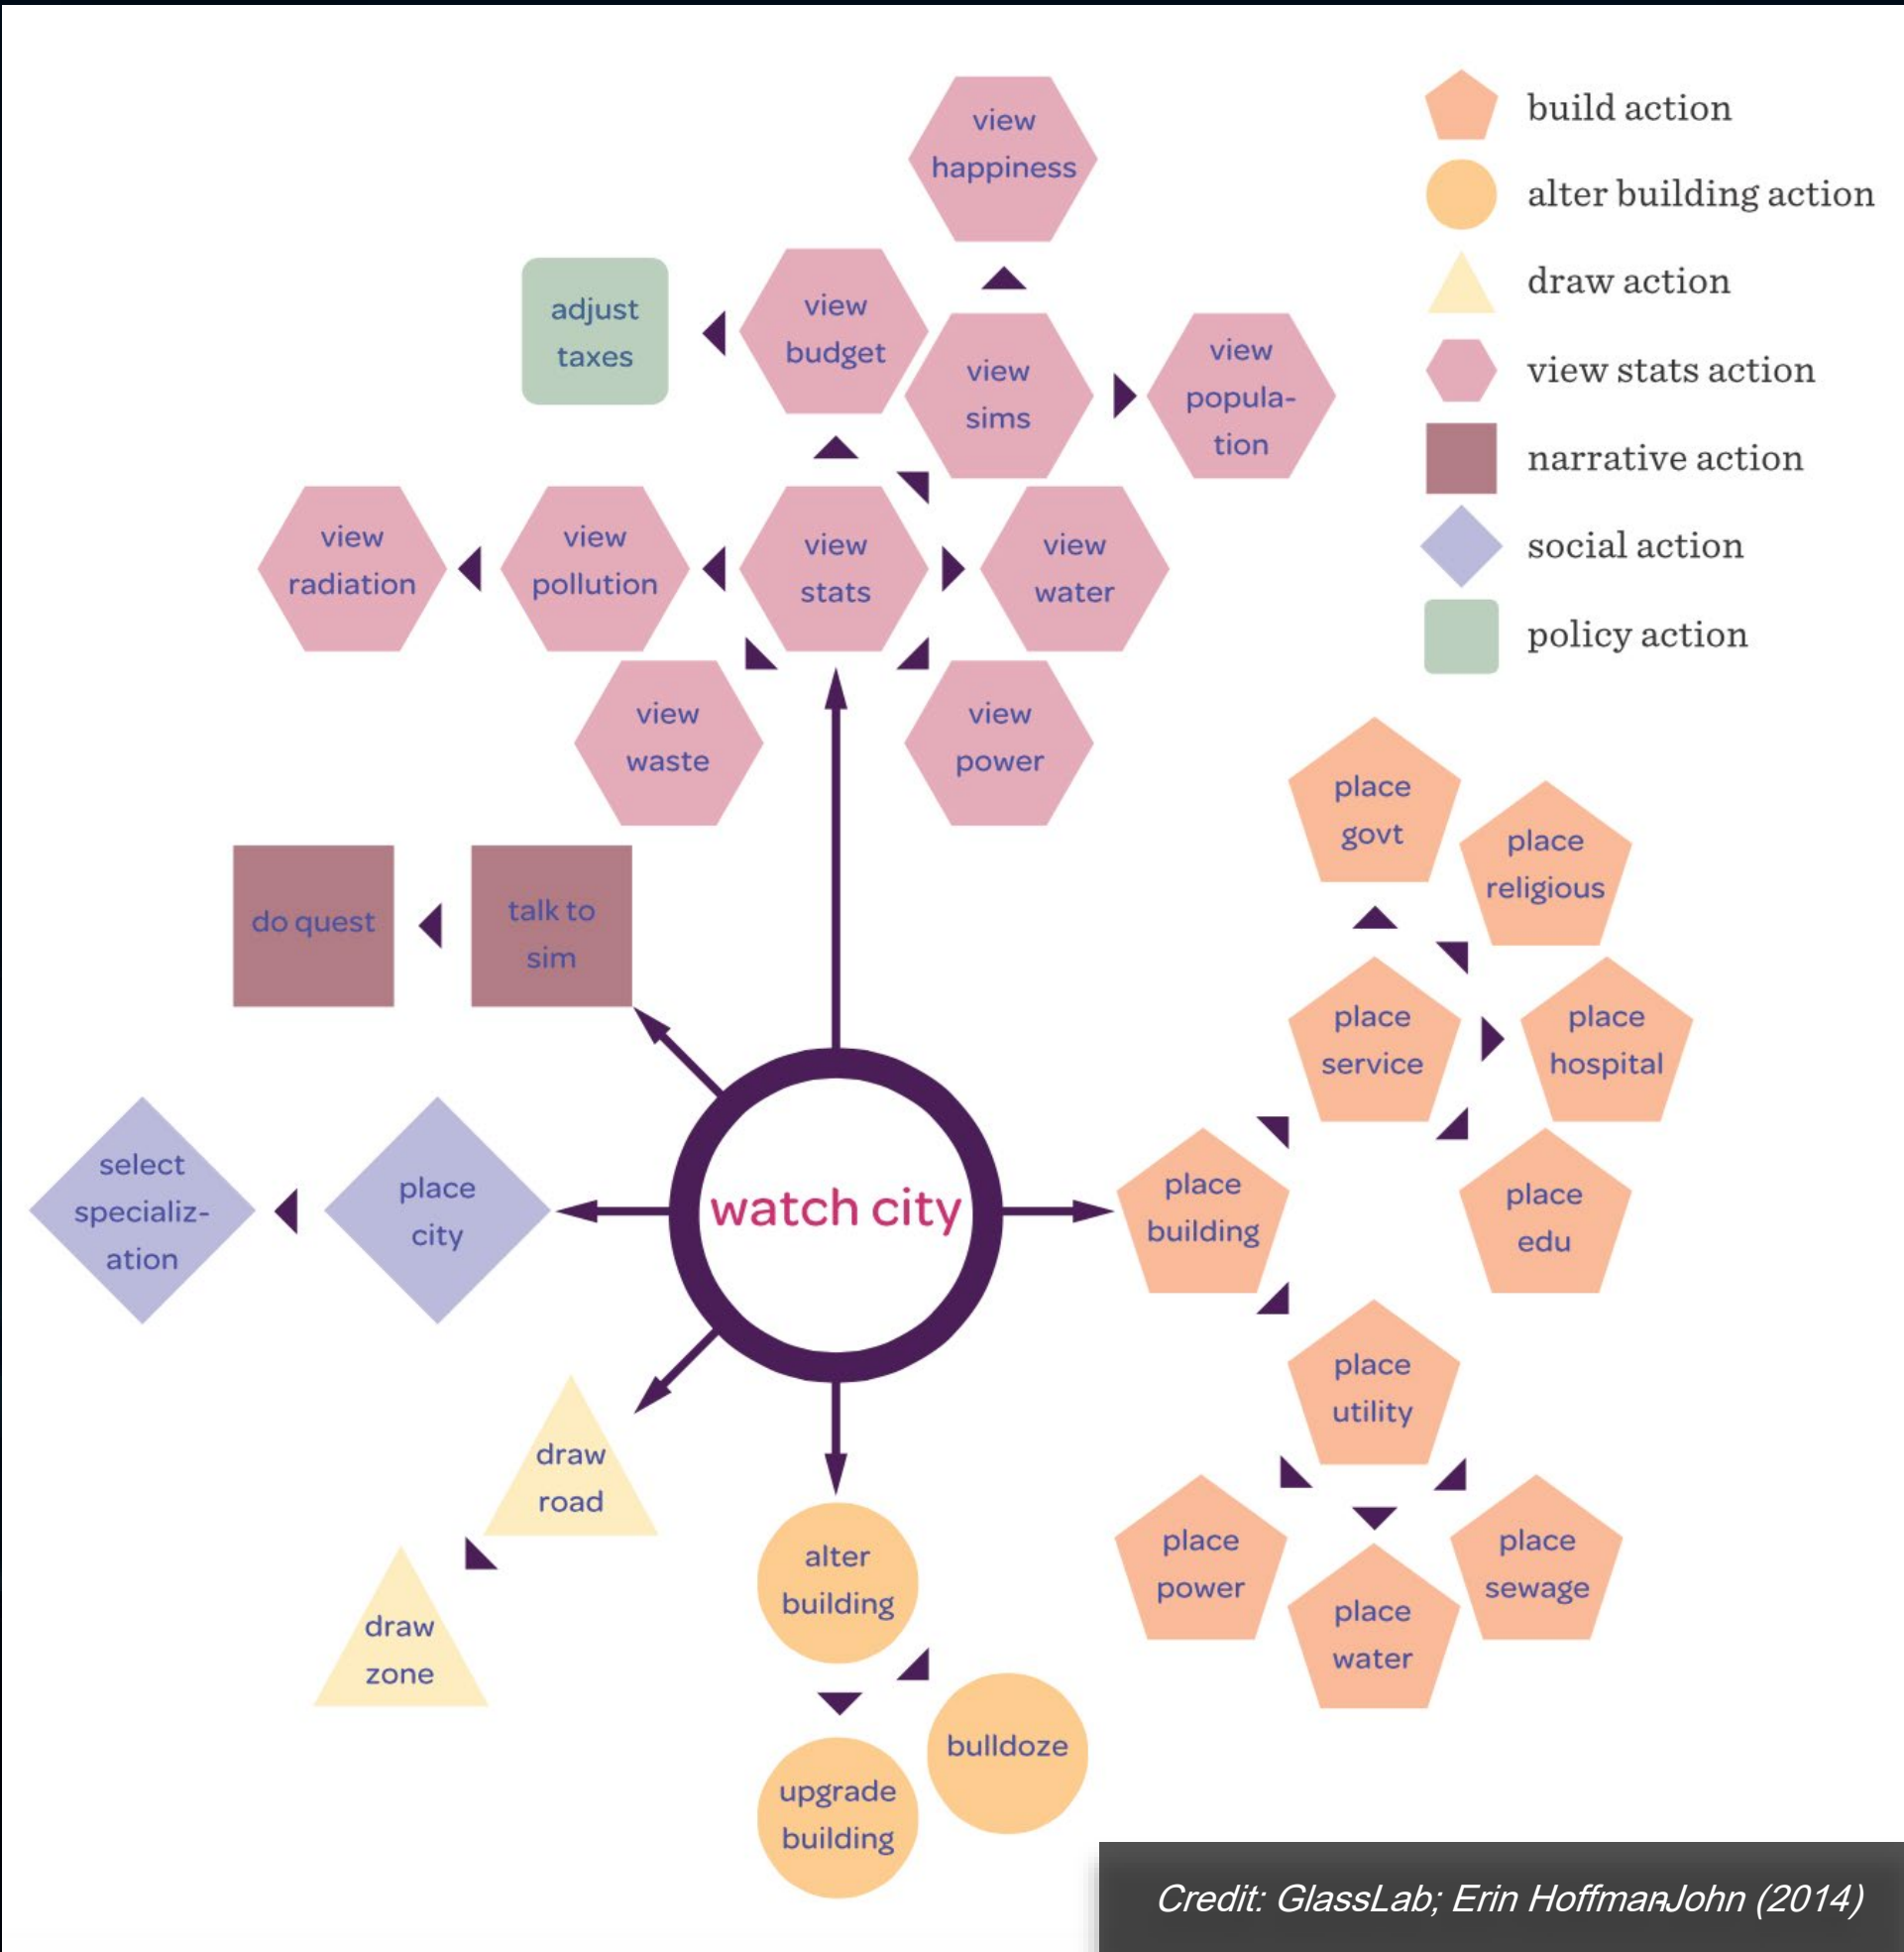 view
happiness
adjust
taxes
view
budget
view
sims
view
popula-
tion
view
radiation
view
pollution
view
stats
view
water
view
waste
view
power
do quest
talk to
sim
select
specializ-
ation
place
city
watch city
draw
road
draw
zone
alter
building
upgrade
building
bulldoze
place
building
place
service
place
govt
place
religious
place
hospital
place
edu
place
utility
place
power
place
water
place
sewage
build action
alter building action
draw action
view stats action
narrative action
social action
policy action
Credit: GlassLab; Erin Hoffman-John (2014)